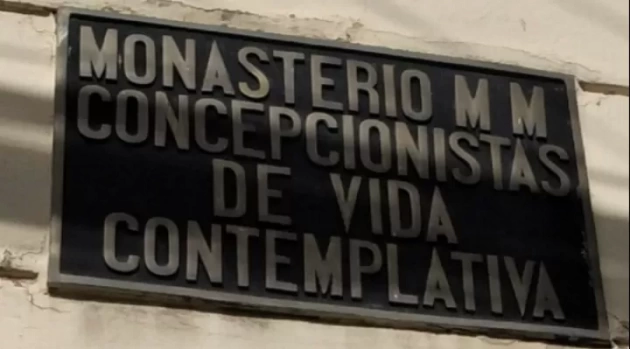 MONASTERIO M M
CONCEPCIONISTAS
DE VIDA
CONTEMPLATIVA